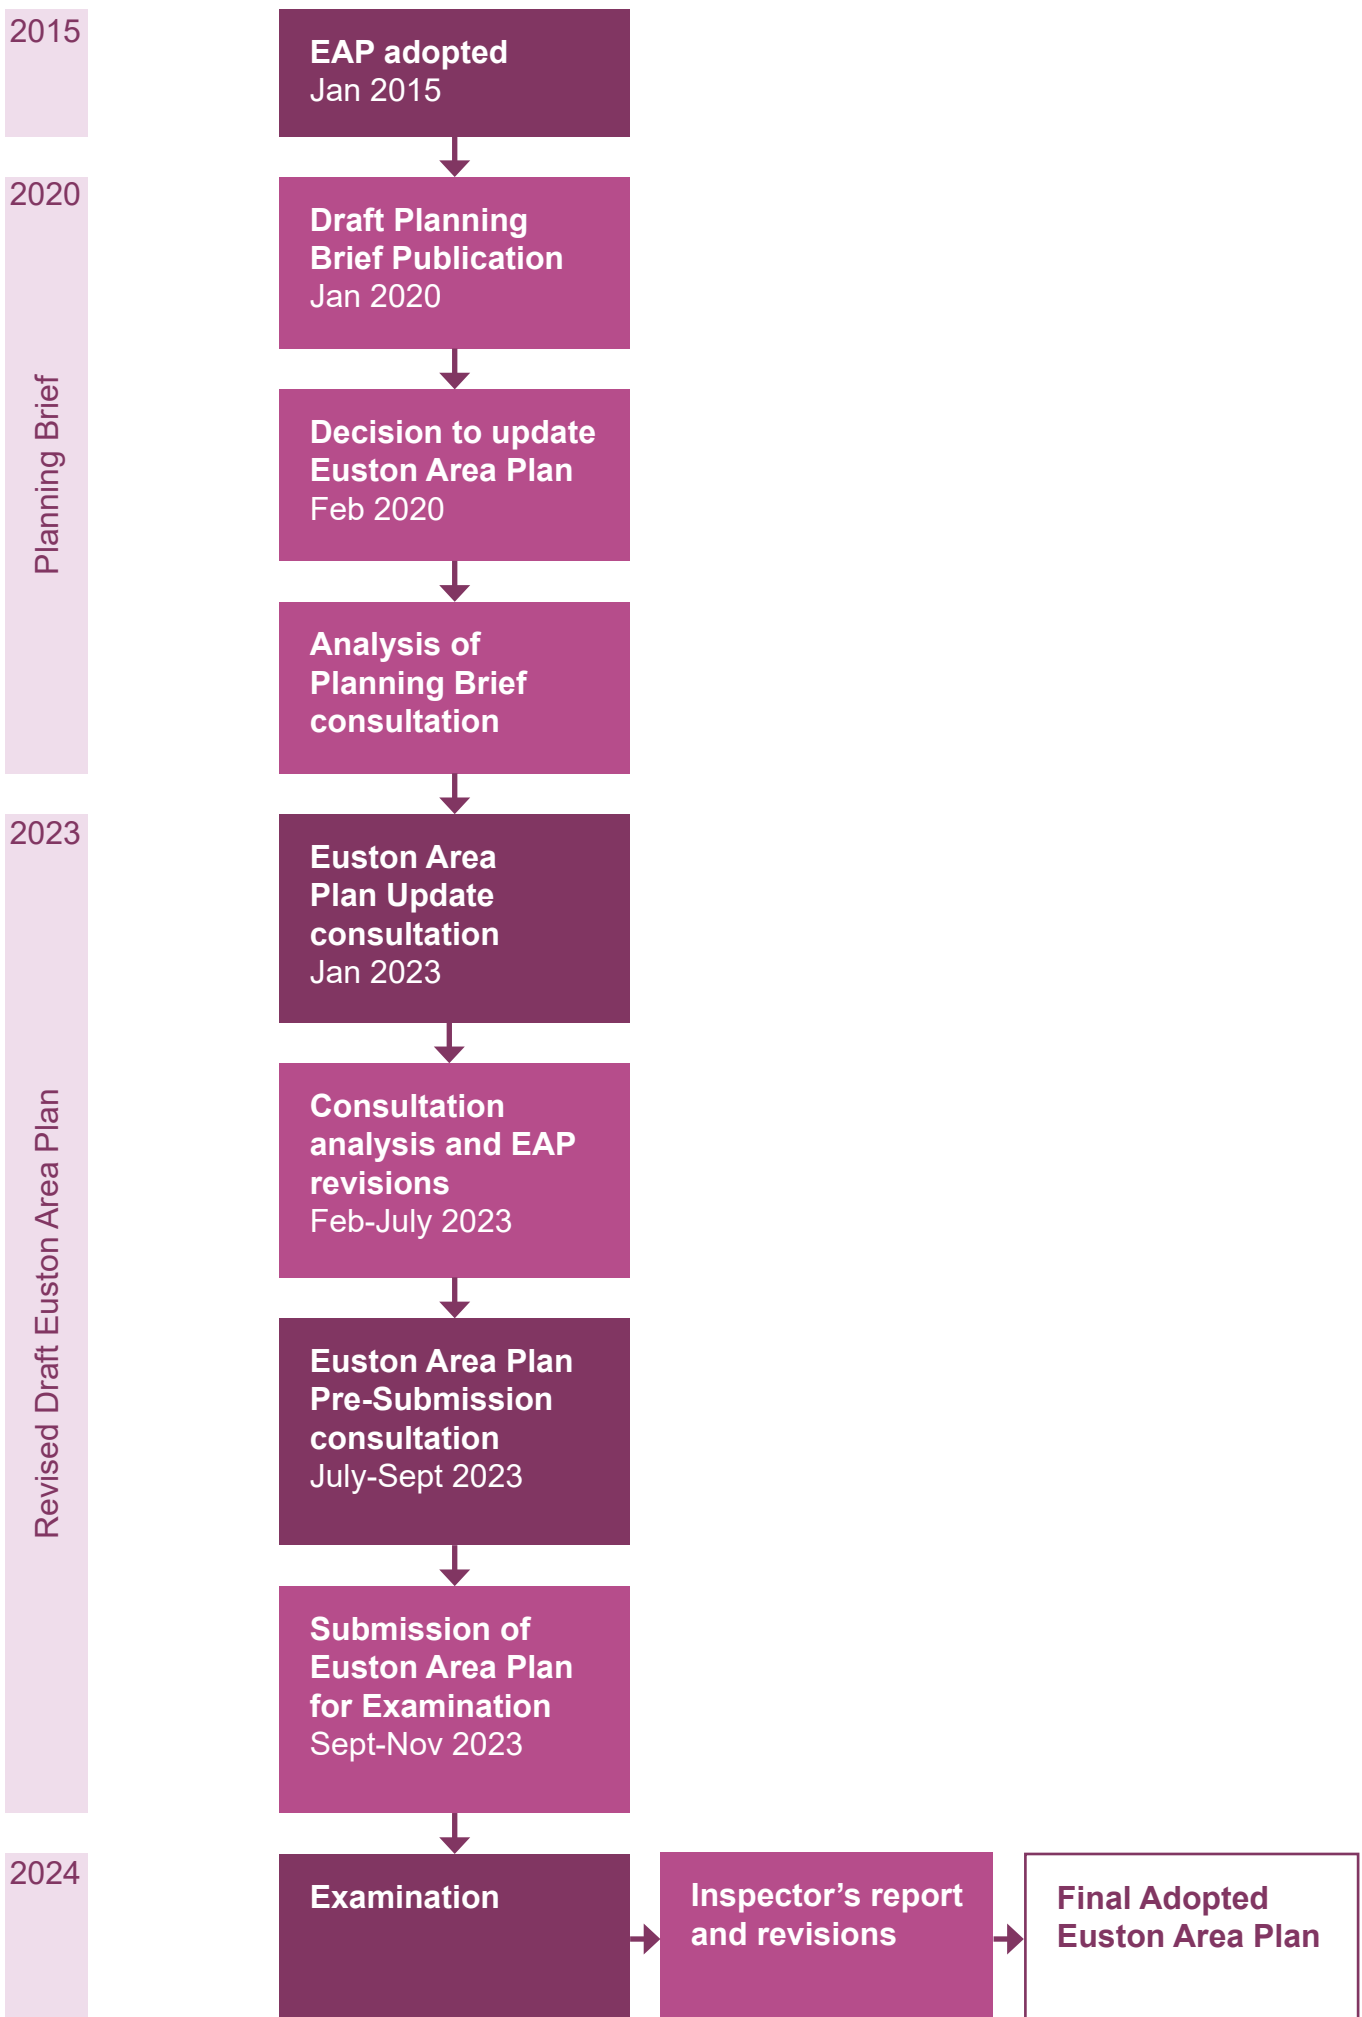 2015
EAP adopted
Jan 2015
2020
Planning Brief
Draft Planning
Brief Publication
Jan 2020
Decision to update
Euston Area Plan
Feb 2020
Analysis of
Planning Brief
consultation
2023
Revised Draft Euston Area Plan
Euston Area
Plan Update
consultation
Jan 2023
Consultation
analysis and EAP
revisions
Feb-July 2023
Euston Area Plan
Pre-Submission
consultation
July-Sept 2023
Submission of
Euston Area Plan
for Examination
Sept-Nov 2023
2024
Examination
Inspector’s report
and revisions
Final Adopted
Euston Area Plan